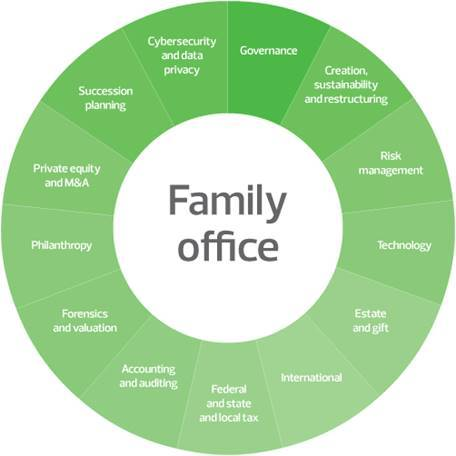 Family
office
Governance
Creation,
sustainability
and restructuring
Risk
management
Technology
Estate
and gift
International
Federal
and state
and local tax
Accounting
and auditing
Forensics
and valuation
Philanthropy
Private equity
and M&A
Succession
planning
Cybersecurity
and data
privacy